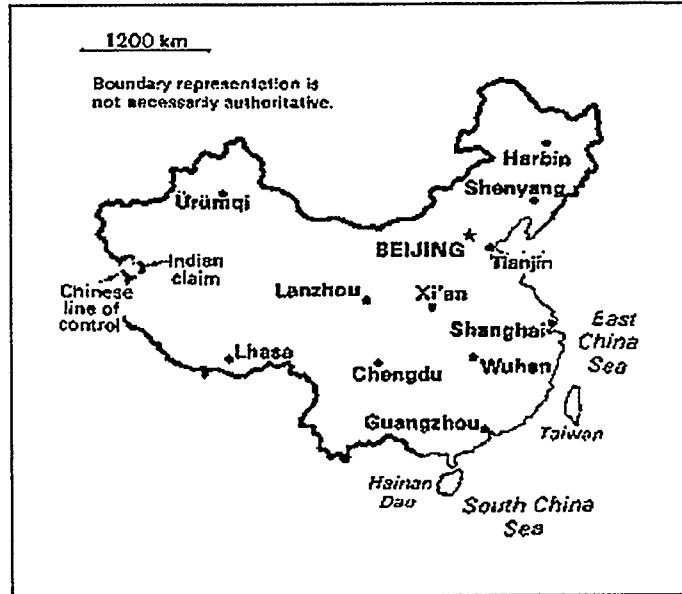 1200 km
Boundary representation is
not necessarily authoritative.
Harbin
Shenyang
Ürümqi
BEIJING
Tianjin
Indian
claim
Chinese
line of
control
Lanzhou
Xi'an
Shanghai
East
China
Sea
Lhasa
Chengdu
Wuhan
Guangzhou
Taiwan
Hainan
Dao
South China
Sea